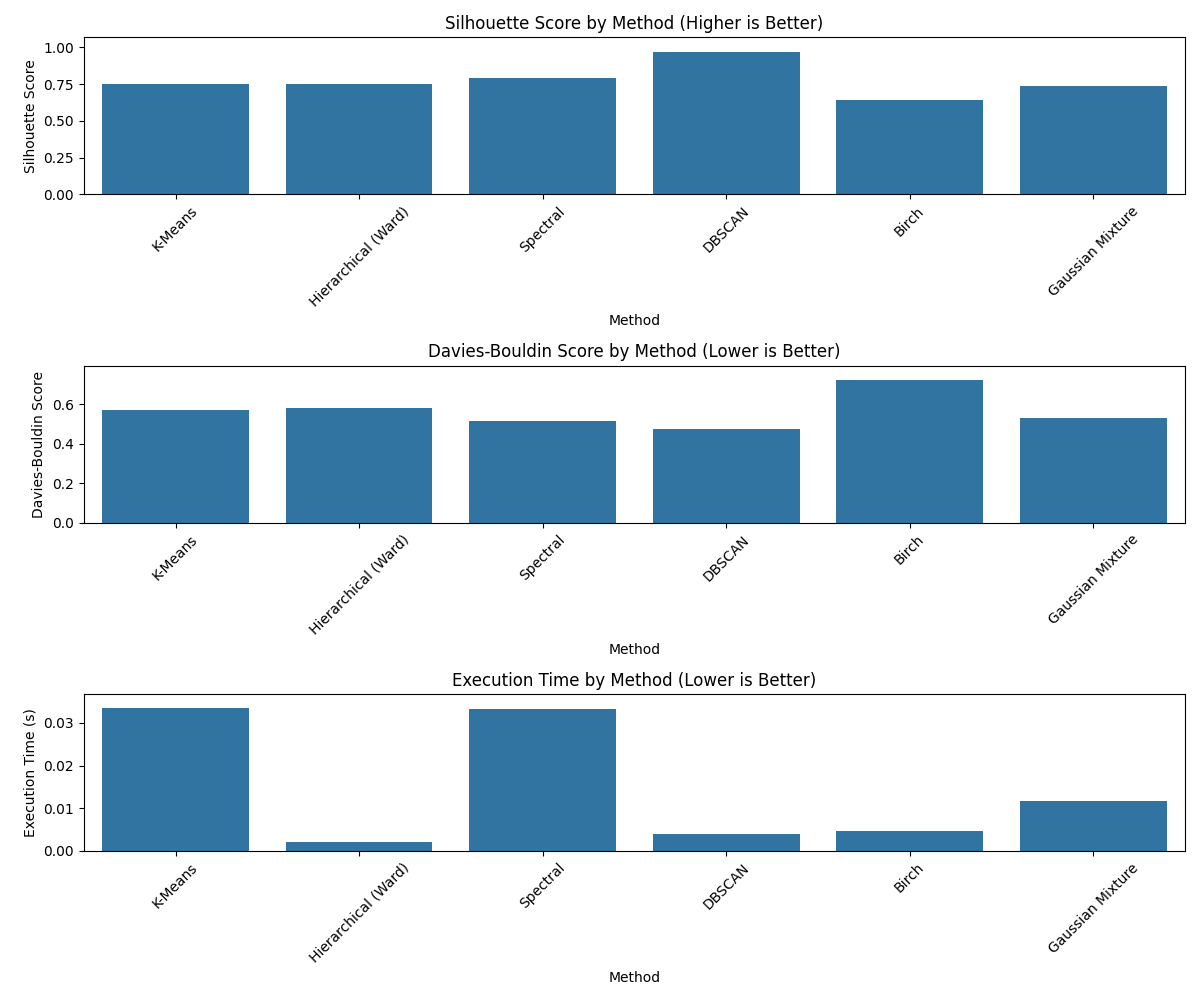 Silhouette Score by Method (Higher is Better)
Silhouette Score
1.00
0.75
0.50
0.25
0.00
K-Means
Hierarchical (Ward)
Spectral
DBSCAN
Birch
Gaussian Mixture
Method
Davies-Bouldin Score by Method (Lower is Better)
Davies-Bouldin Score
0.6
0.4
0.2
0.0
K-Means
Hierarchical (Ward)
Spectral
DBSCAN
Birch
Gaussian Mixture
Method
Execution Time by Method (Lower is Better)
Execution Time (s)
0.03
0.02
0.01
0.00
K-Means
Hierarchical (Ward)
Spectral
DBSCAN
Birch
Gaussian Mixture
Method